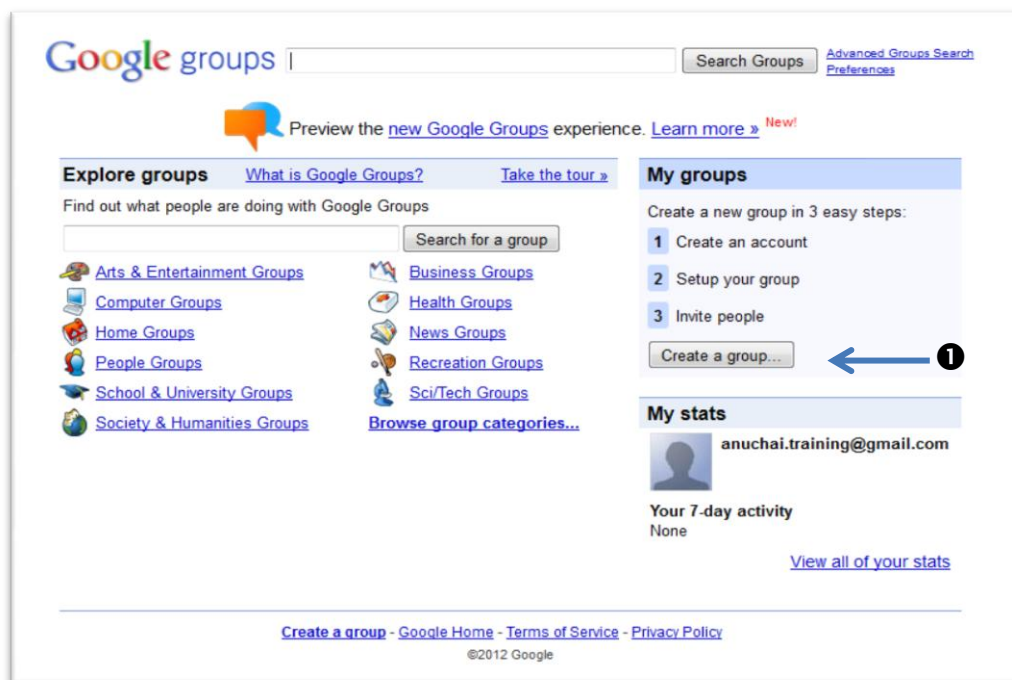 Google groups
Search Groups
Advanced Groups Search
Preferences
Preview the new Google Groups experience. Learn more » New!
Explore groups What is Google Groups? Take the tour »
Find out what people are doing with Google Groups
Search for a group
Arts & Entertainment Groups
Computer Groups
Home Groups
People Groups
School & University Groups
Society & Humanities Groups
Business Groups
Health Groups
News Groups
Recreation Groups
Sci/Tech Groups
Browse group categories...
My groups
Create a new group in 3 easy steps:
1 Create an account
2 Setup your group
3 Invite people
Create a group...
❶
My stats
anuchai.training@gmail.com
Your 7-day activity
None
View all of your stats
Create a group - Google Home - Terms of Service - Privacy Policy
©2012 Google